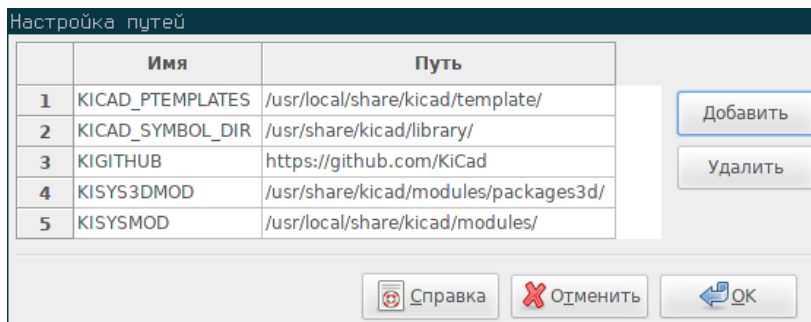 Настройка путей
Имя Путь
1 KICAD_PTEMPLATES /usr/local/share/kicad/template/
2 KICAD_SYMBOL_DIR /usr/share/kicad/library/
3 KIGITHUB https://github.com/KiCad
4 KISYS3DMOD /usr/share/kicad/modules/packages3d/
5 KISYSMOD /usr/local/share/kicad/modules/
Добавить
Удалить
Справка Отменить OK